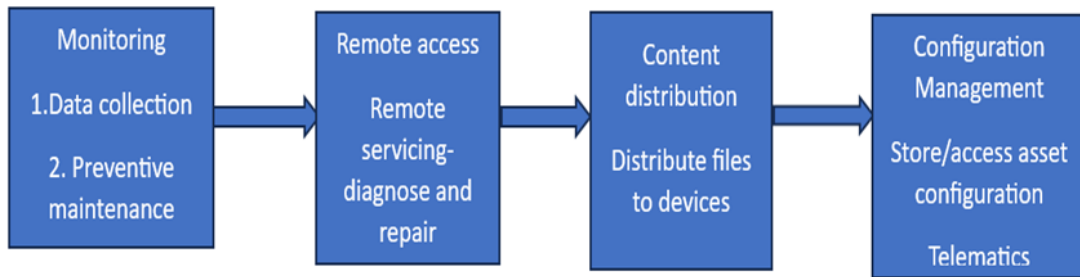 Monitoring
1.Data collection
2. Preventive
maintenance
Remote access
Remote
servicing-
diagnose and
repair
Content
distribution
Distribute files
to devices
Configuration
Management
Store/access asset
configuration
Telematics